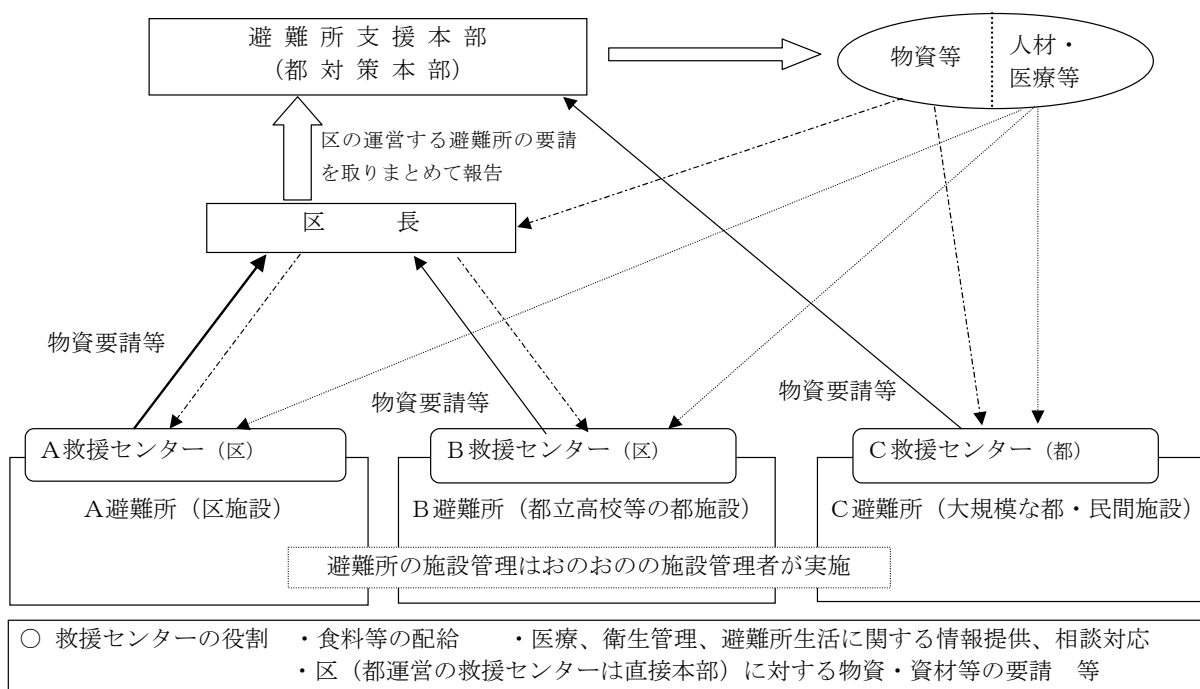 避難所支援本部
（都対策本部）
物資等
人材・
医療等
区の運営する避難所の要請
を取りまとめて報告
区　　長
物資要請等
物資要請等
物資要請等
Ａ救援センター（区）
Ｂ救援センター（区）
Ｃ救援センター（都）
Ａ避難所（区施設）
Ｂ避難所（都立高校等の都施設）
Ｃ避難所（大規模な都・民間施設）
避難所の施設管理はおのおのの施設管理者が実施
○ 救援センターの役割　・食料等の配給　　・医療、衛生管理、避難所生活に関する情報提供、相談対応
・区（都運営の救援センターは直接本部）に対する物資・資材等の要請　等